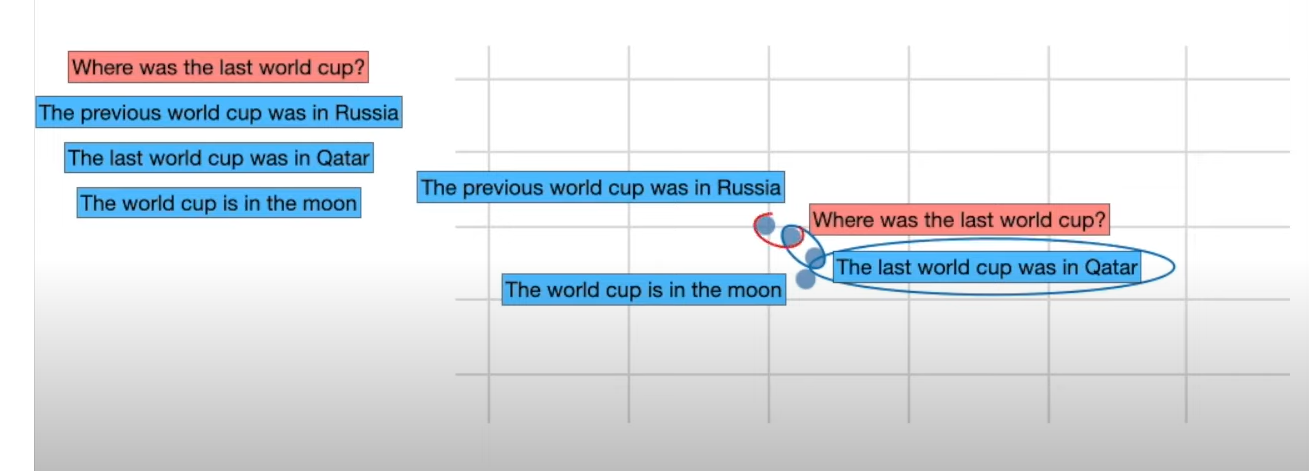 Where was the last world cup?
The previous world cup was in Russia
The last world cup was in Qatar
The world cup is in the moon
The previous world cup was in Russia
Where was the last world cup?
The last world cup was in Qatar
The world cup is in the moon